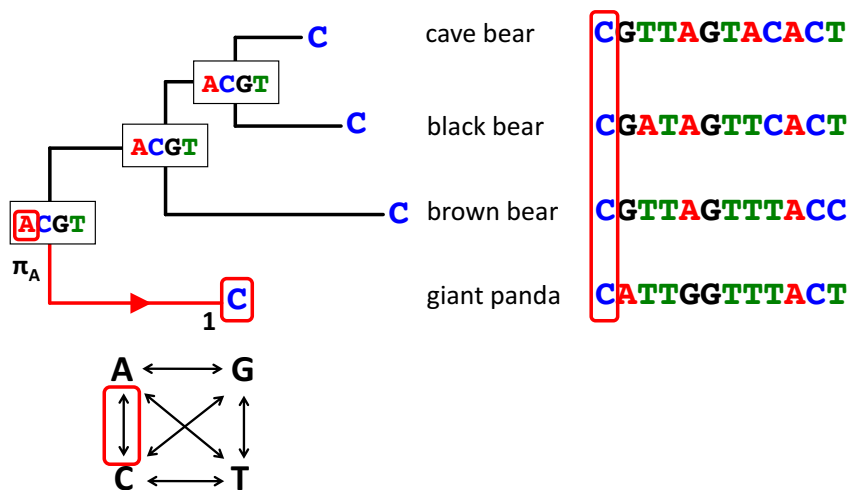 C cave bear CGTTAGTACACT
ACGT
C black bear CGATAGTTCACT
ACGT
C brown bear CGTTAGTTTACC
ACGT
πA
C giant panda CATTGGTTTACT
1
A G
C T